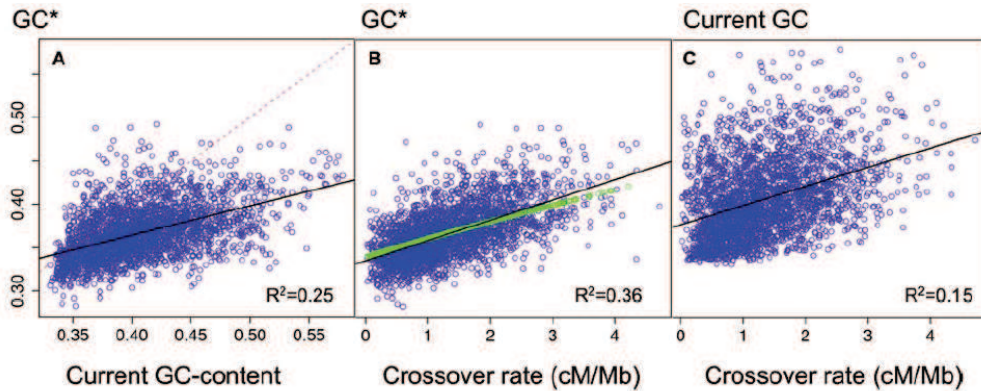 GC* GC* Current GC
A B C
0.50
0.40
0.30
R²=0.25 R²=0.36 R²=0.15
0.35 0.40 0.45 0.50 0.55 0 1 2 3 4 0 1 2 3 4
Current GC-content Crossover rate (cM/Mb) Crossover rate (cM/Mb)